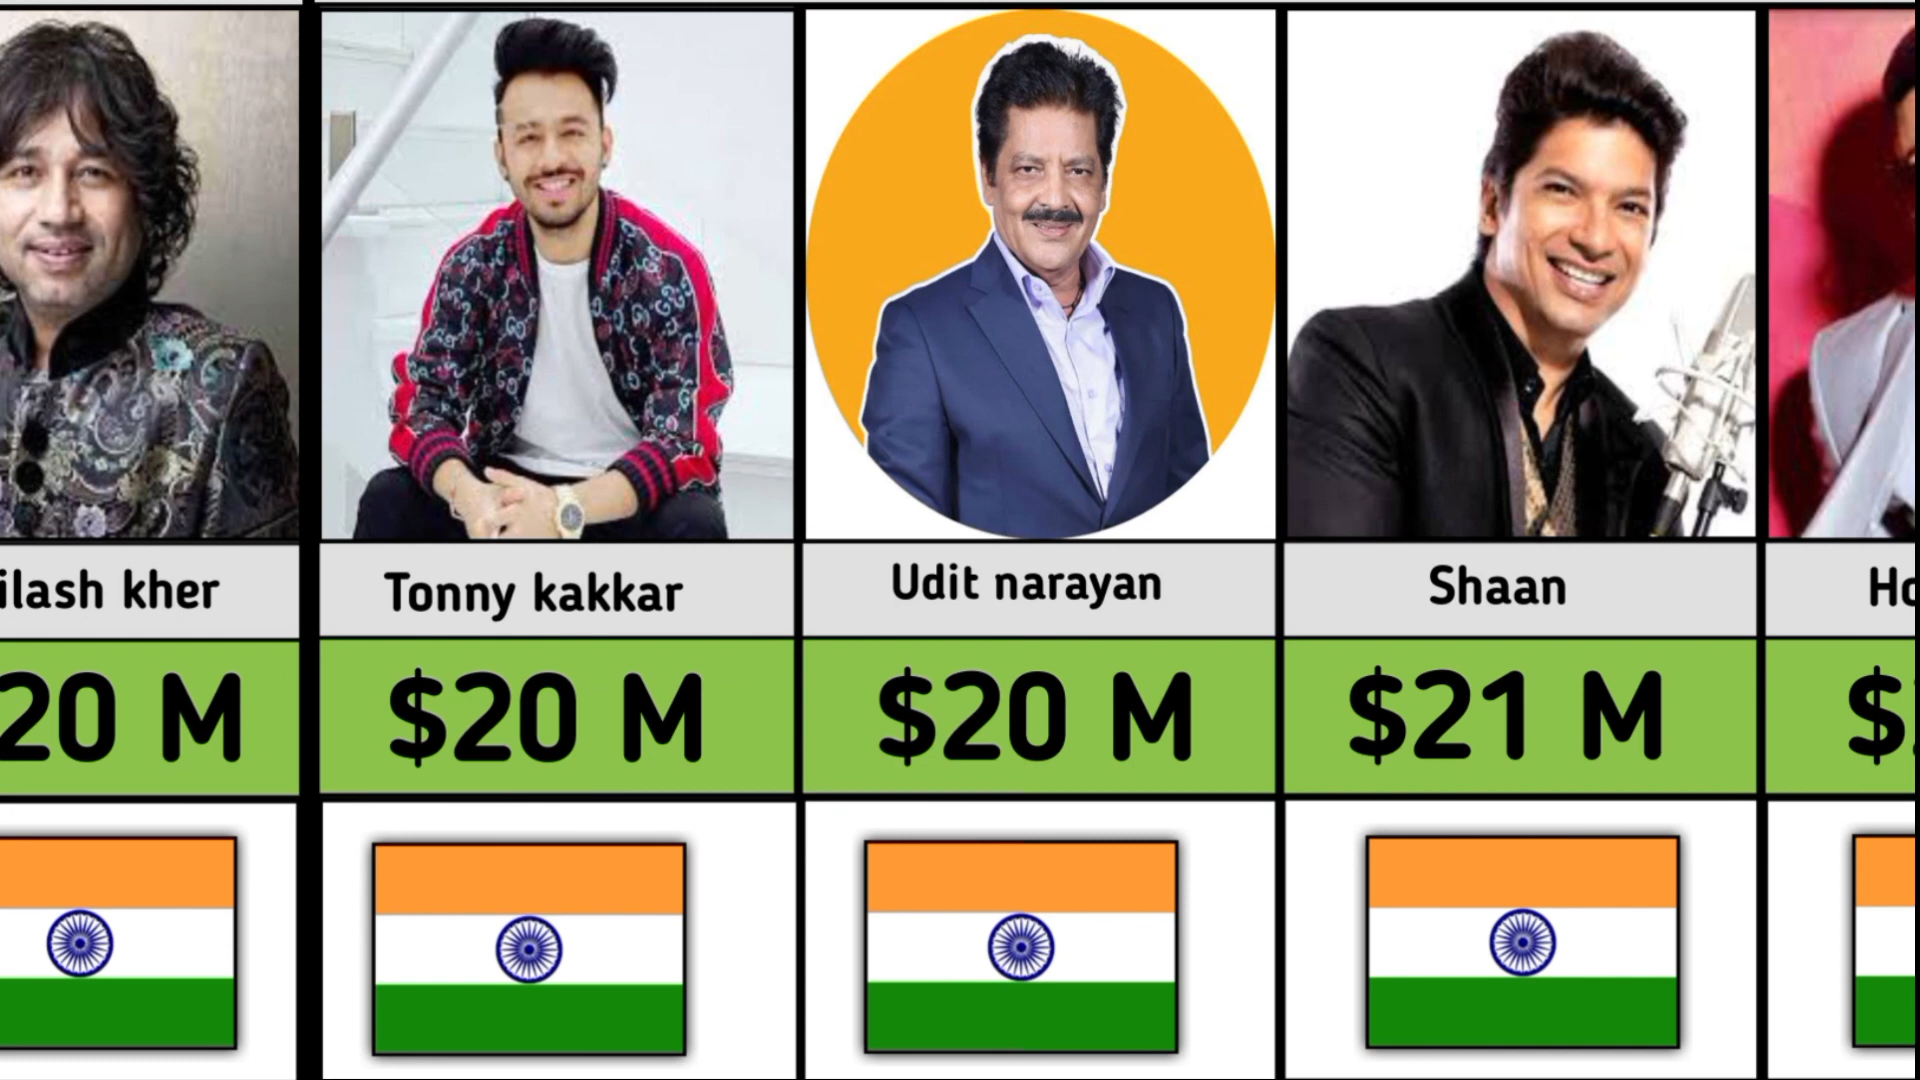 ilash kher
Tonny kakkar
Udit narayan
Shaan
20 M
$20 M
$20 M
$21 M
$